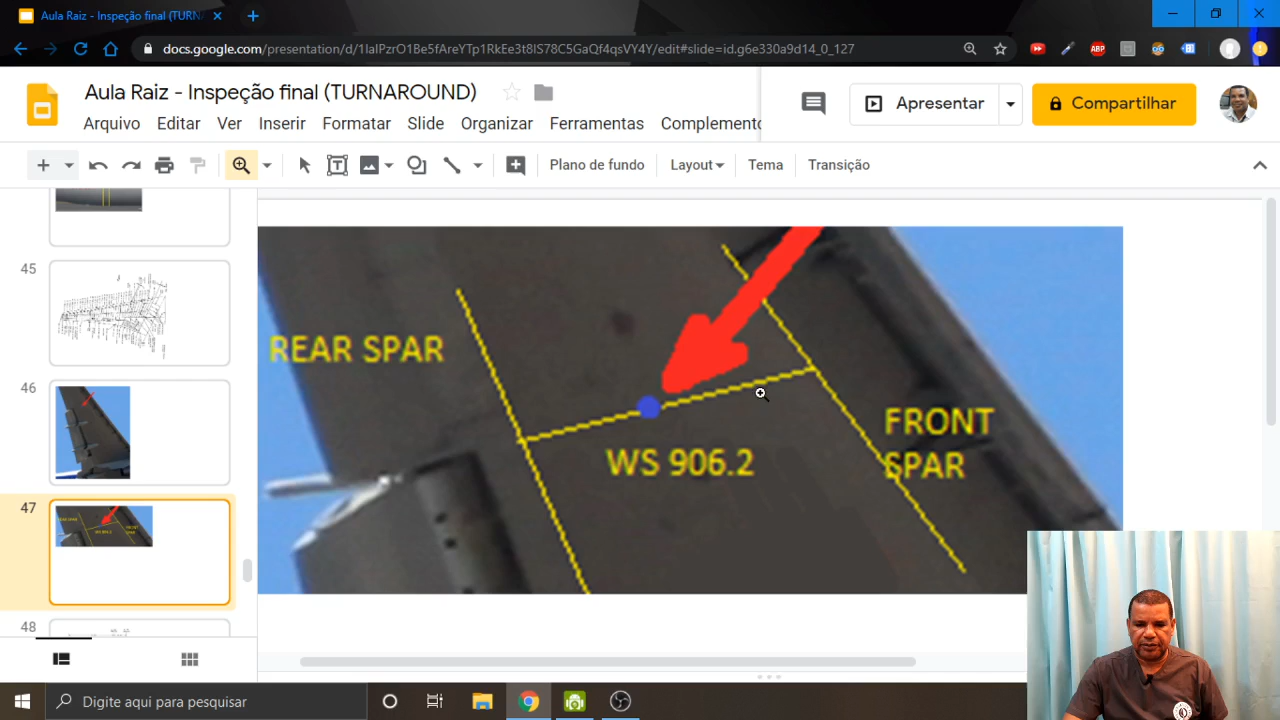 Aula Raiz - Inspeção final (TURN
docs.google.com/presentation/d/1IaIPzrO1Be5fAreYTp1RkEe3t8IS78C5GaQf4qsVY4Y/edit#slide=id.g6e330a9d14_0_127
ABP
Aula Raiz - Inspeção final (TURNAROUND)
Arquivo Editar Ver Inserir Formatar Slide Organizar Ferramentas Complemento
Apresentar
Compartilhar
Plano de fundo Layout Tema Transição
45
46
47
48
REAR SPAR
WS 906.2
FRONT
SPAR
Digite aqui para pesquisar